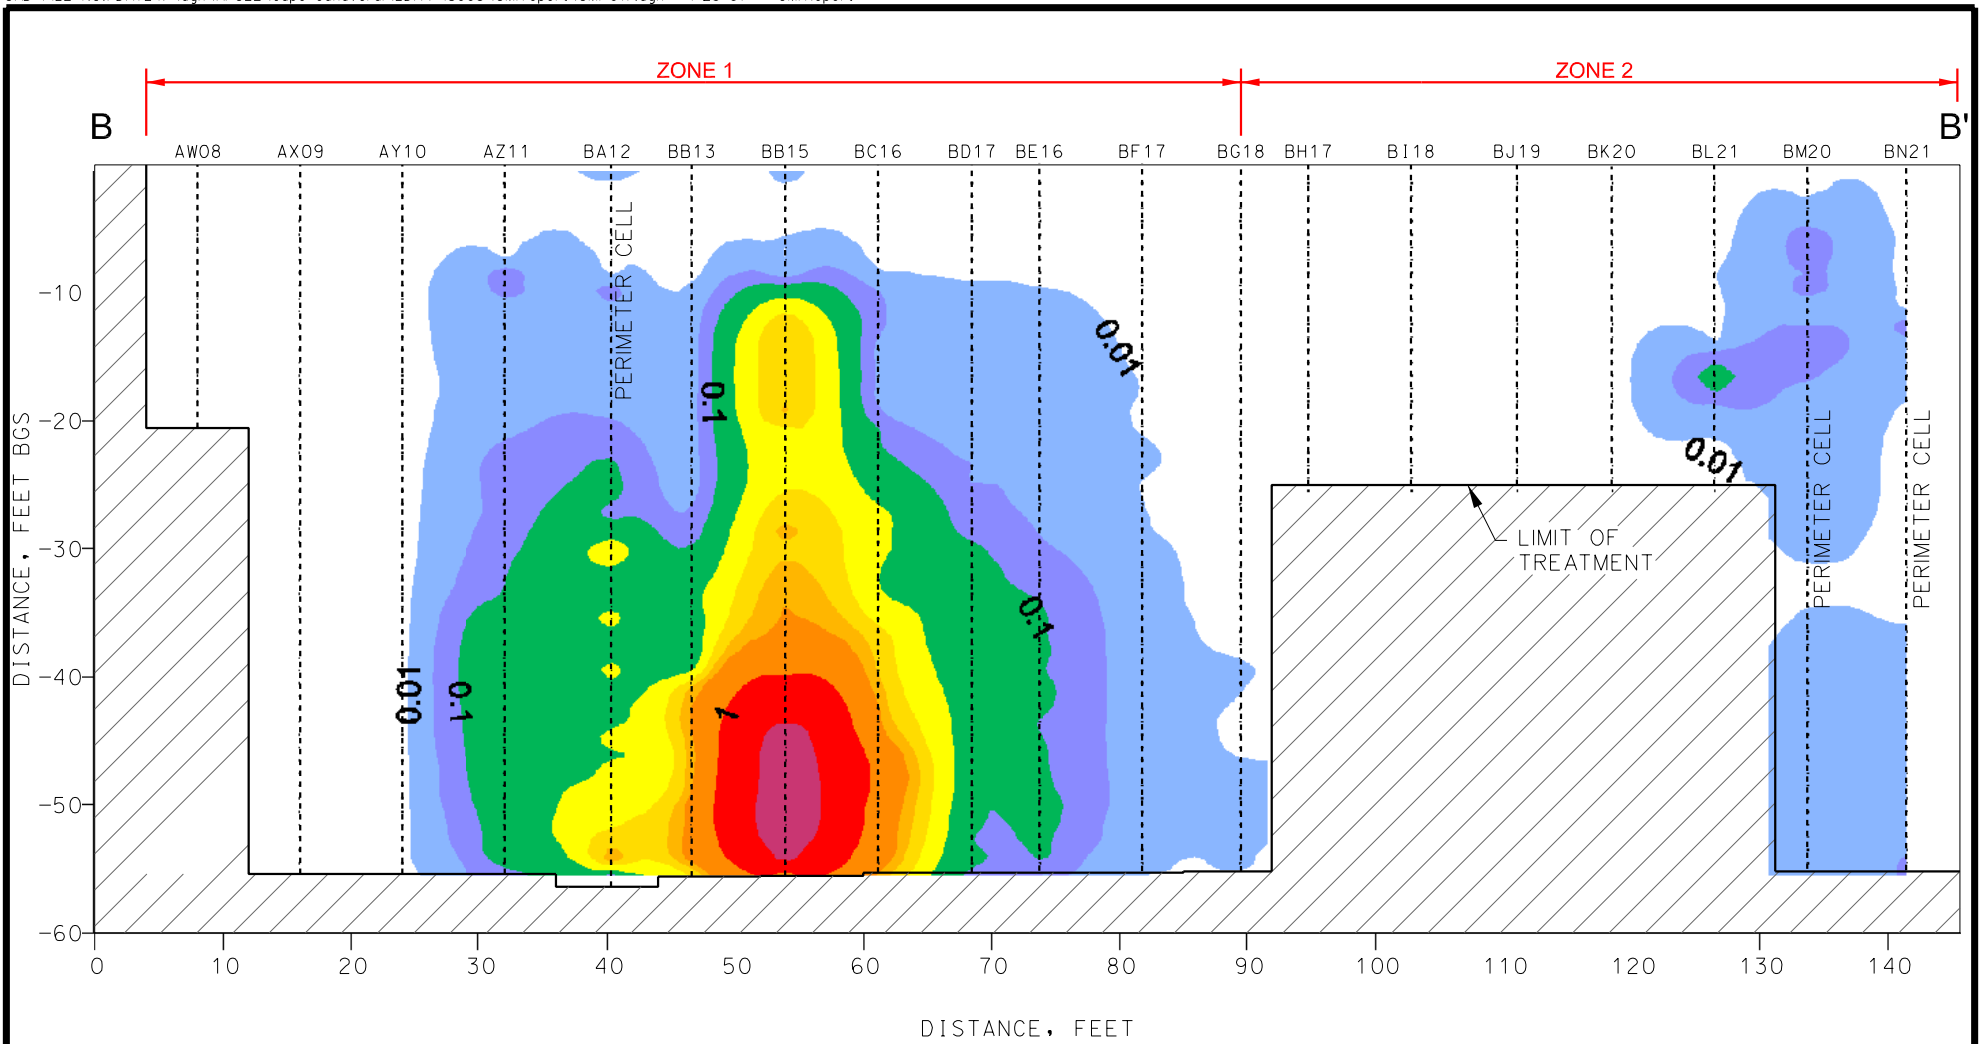 ZONE 1 ZONE 2
B B'
AW08 AX09 AY10 AZ11 BA12 BB13 BB15 BC16 BD17 BE16 BF17 BG18 BH17 BI18 BJ19 BK20 BL21 BM20 BN21
PERIMETER CELL
-10
0.01
0.1
-20
0.01
PERIMETER CELL
PERIMETER CELL
DISTANCE, FEET BGS
LIMIT OF
TREATMENT
-30
0.1
-40
0.01
0.1
1
-50
-60
0 10 20 30 40 50 60 70 80 90 100 110 120 130 140
DISTANCE, FEET